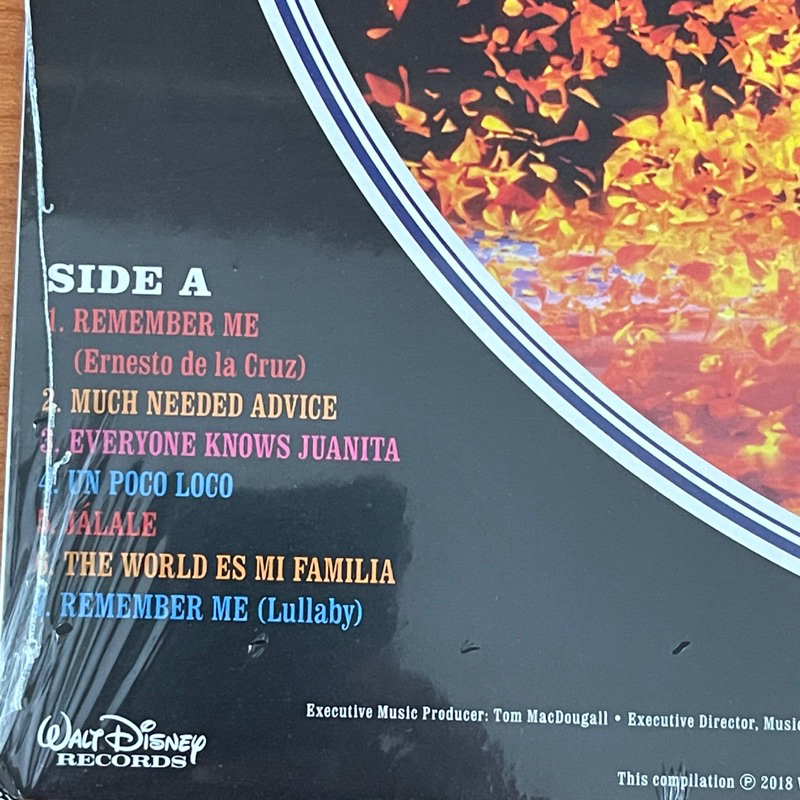 SIDE A
1. REMEMBER ME
(Ernesto de la Cruz)
2. MUCH NEEDED ADVICE
3. EVERYONE KNOWS JUANITA
4. UN POCO LOCO
5. JÁLALE
6. THE WORLD ES MI FAMILIA
7. REMEMBER ME (Lullaby)
Executive Music Producer: Tom MacDougall • Executive Director, Music
This compilation ℗ 2018
WALT DISNEY
RECORDS